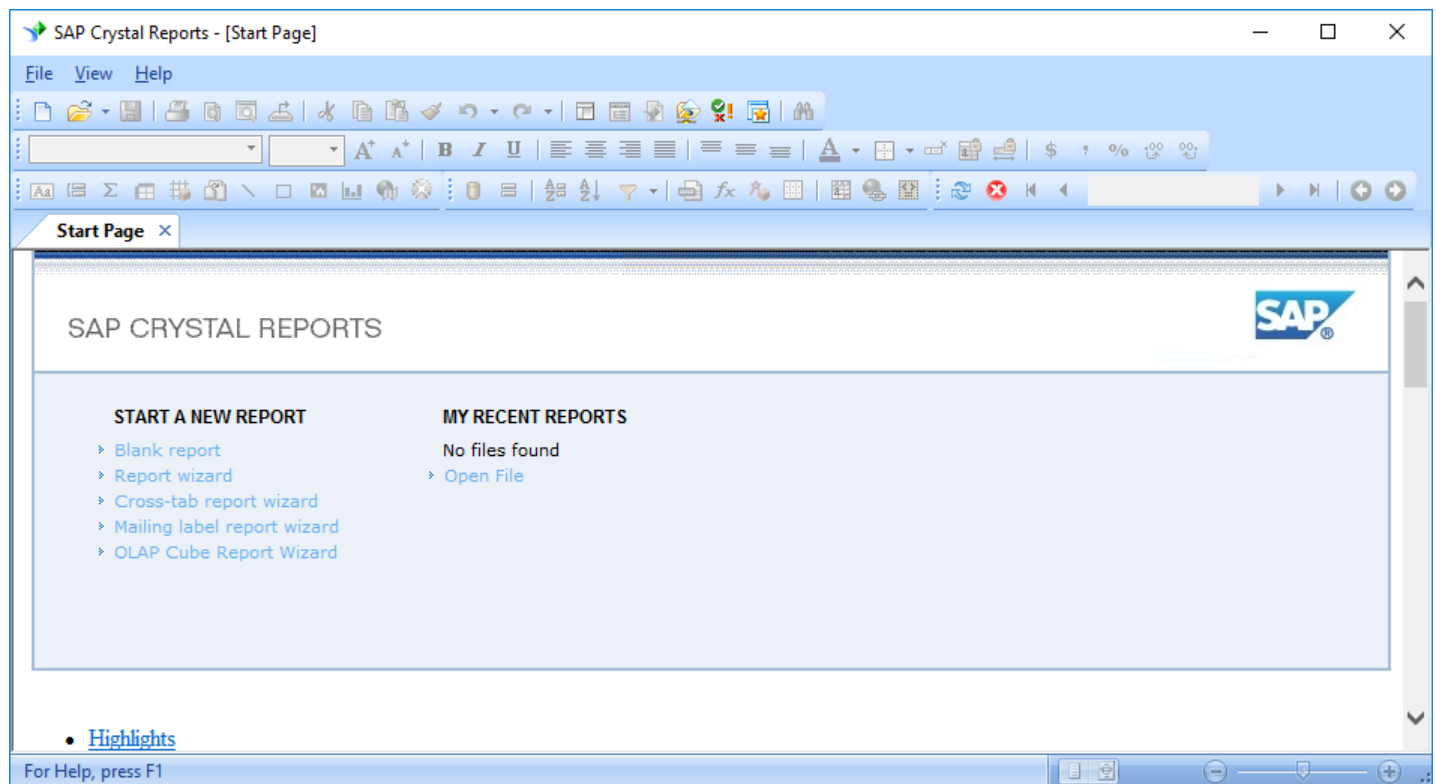 SAP Crystal Reports - [Start Page]
File View Help
A A B I U A $ , %
Aa Σ fx
Start Page
SAP CRYSTAL REPORTS
SAP®
START A NEW REPORT
Blank report
Report wizard
Cross-tab report wizard
Mailing label report wizard
OLAP Cube Report Wizard
MY RECENT REPORTS
No files found
Open File
Highlights
For Help, press F1